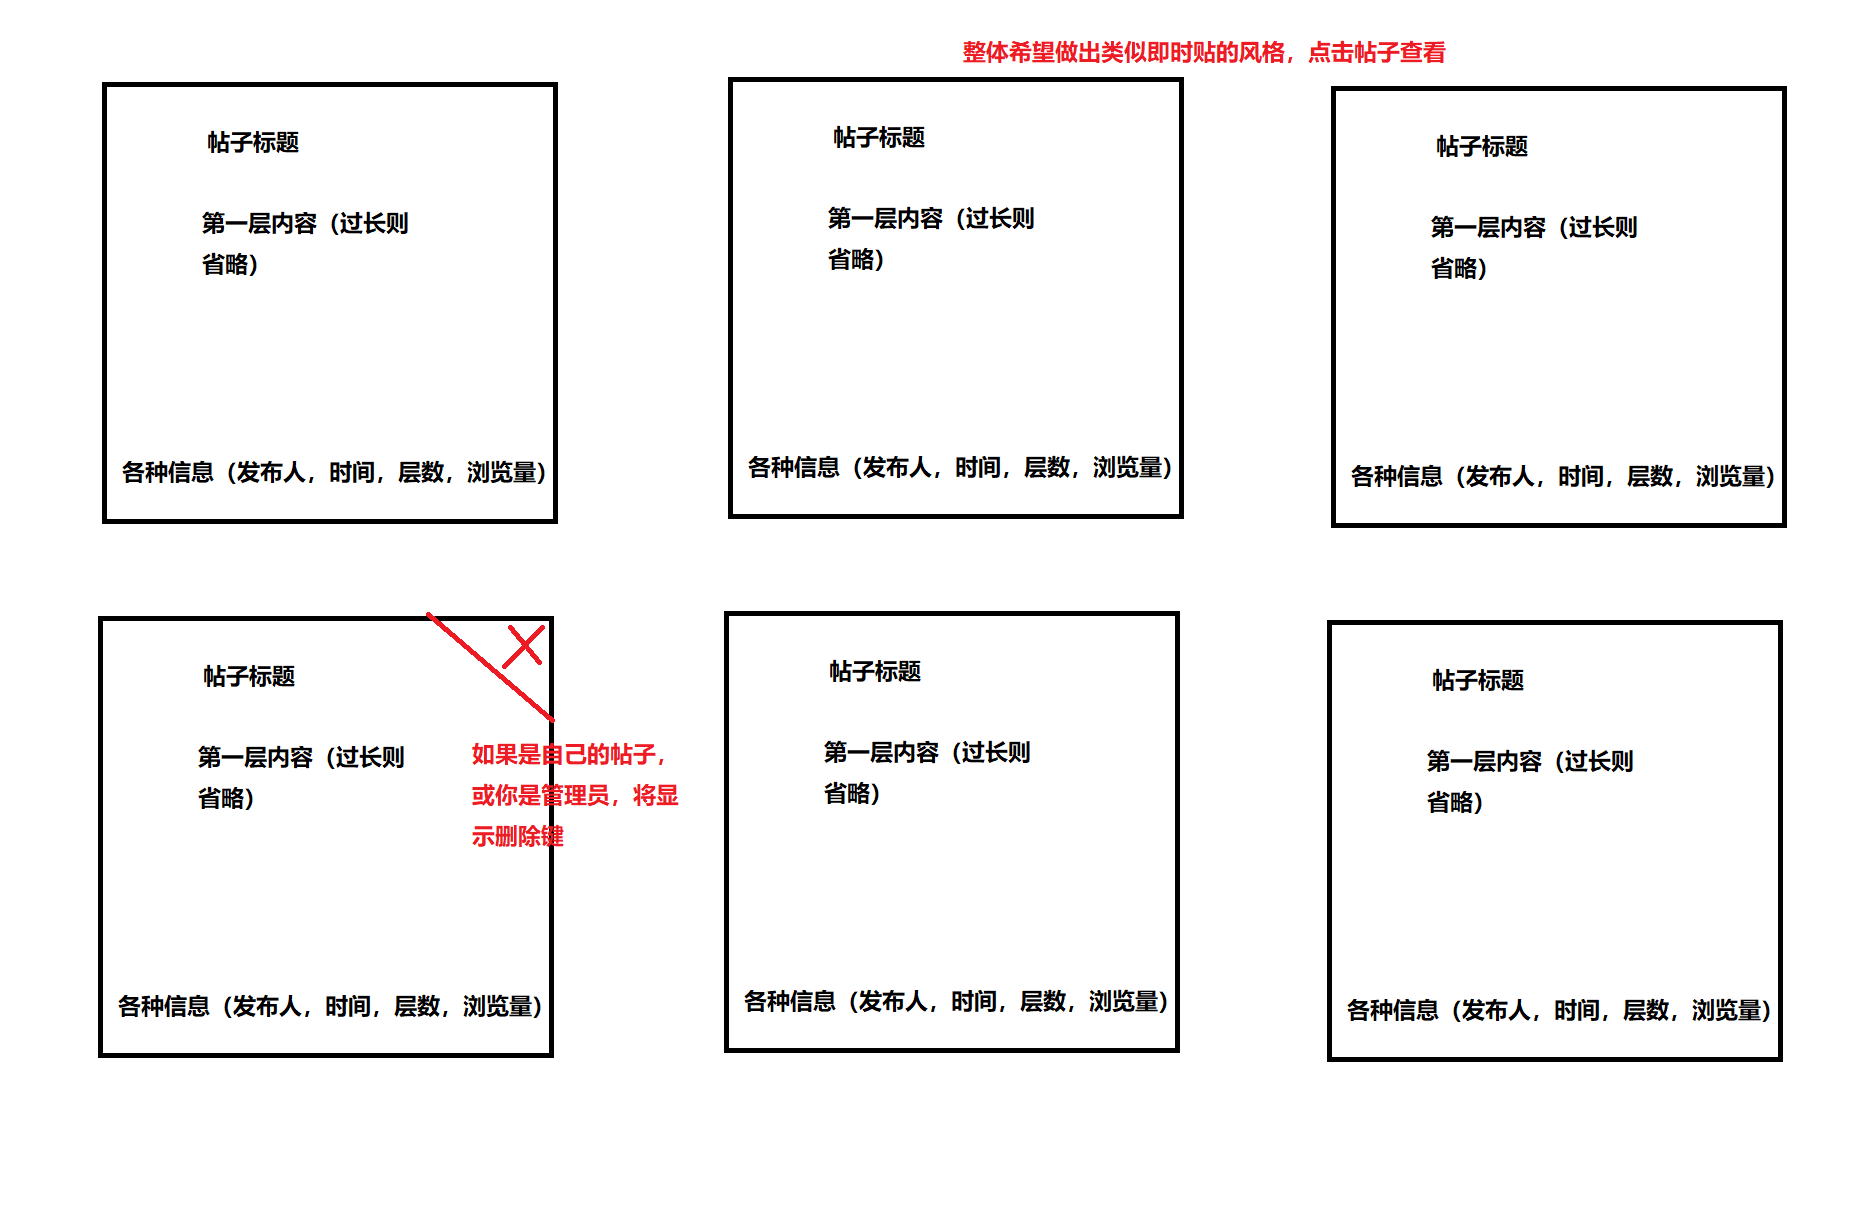 整体希望做出类似即时贴的风格，点击帖子查看
帖子标题
第一层内容（过长则
省略）
各种信息（发布人，时间，层数，浏览量）
帖子标题
第一层内容（过长则
省略）
各种信息（发布人，时间，层数，浏览量）
帖子标题
第一层内容（过长则
省略）
各种信息（发布人，时间，层数，浏览量）
帖子标题
第一层内容（过长则
省略）
如果是自己的帖子，
或你是管理员，将显
示删除键
各种信息（发布人，时间，层数，浏览量）
帖子标题
第一层内容（过长则
省略）
各种信息（发布人，时间，层数，浏览量）
帖子标题
第一层内容（过长则
省略）
各种信息（发布人，时间，层数，浏览量）